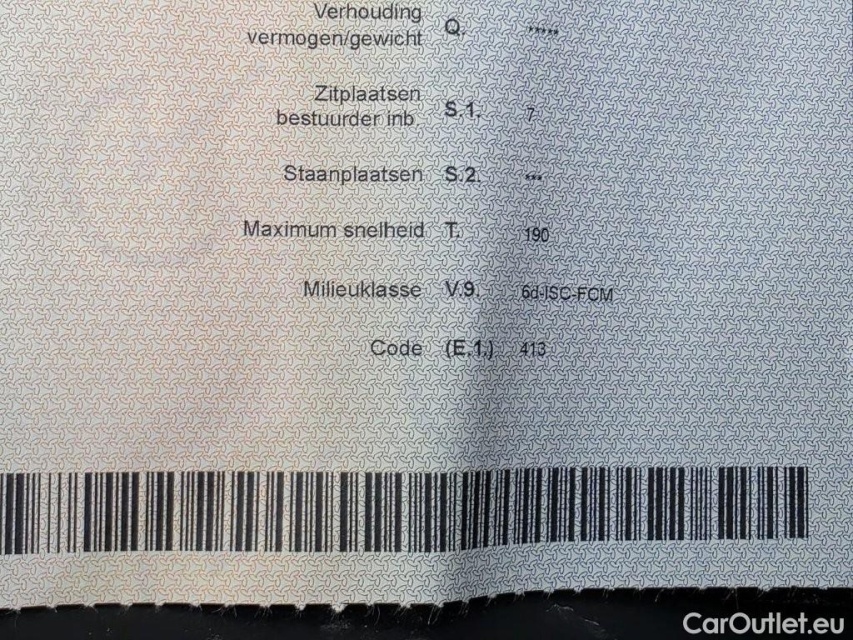 Verhouding
vermogen/gewicht Q. *****
Zitplaatsen
bestuurder inb. S.1. 7
Staanplaatsen S.2. ***
Maximum snelheid T. 190
Milieuklasse V.9. 6d-ISC-FCM
Code (E.1.) 413
CarOutlet.eu